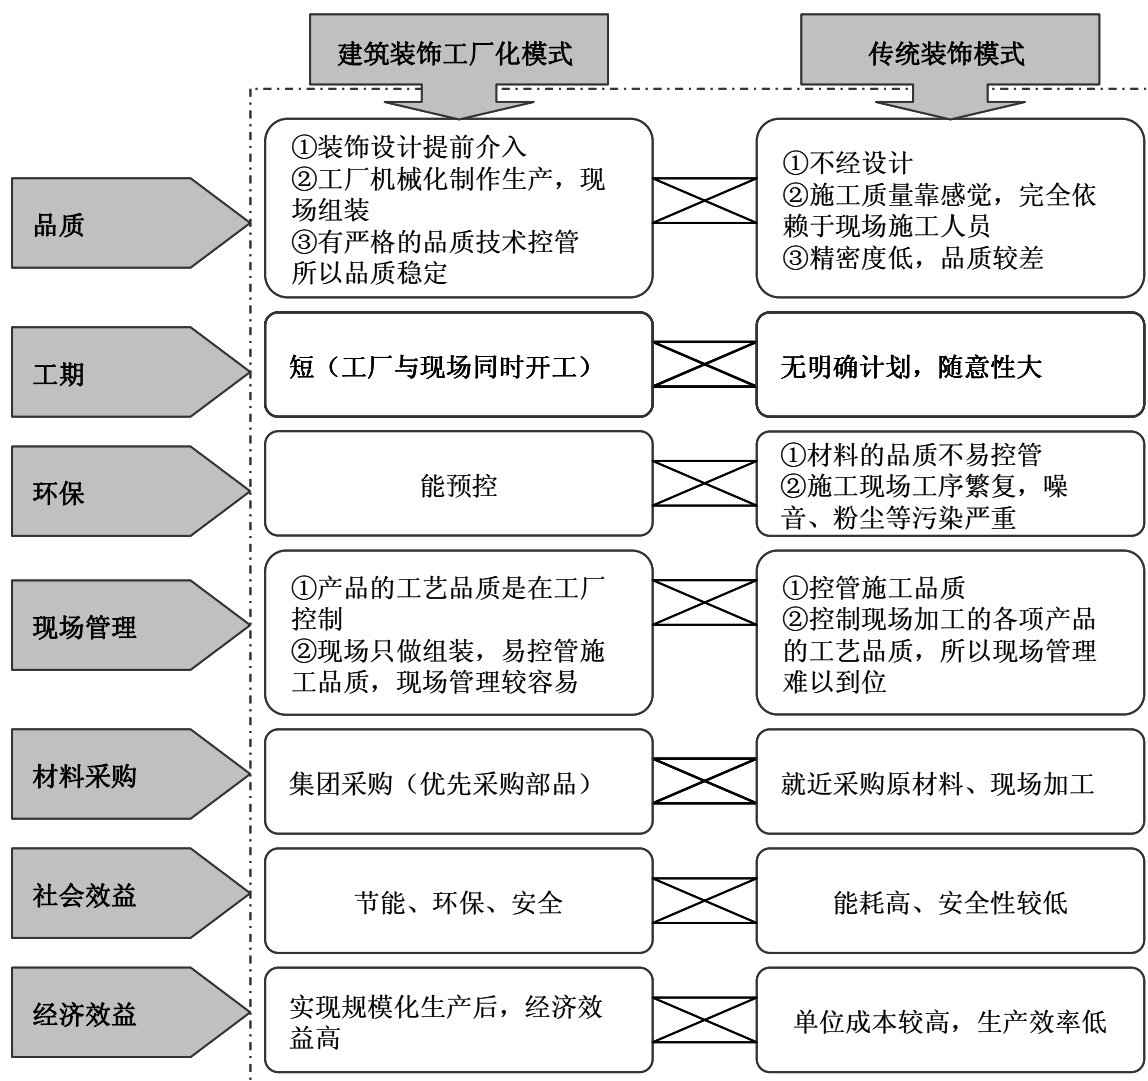 建筑装饰工厂化模式
传统装饰模式
品质
①装饰设计提前介入
②工厂机械化制作生产，现
场组装
③有严格的品质技术控管
所以品质稳定
①不经设计
②施工质量靠感觉，完全依
赖于现场施工人员
③精密度低，品质较差
工期
短（工厂与现场同时开工）
无明确计划，随意性大
环保
能预控
①材料的品质不易控管
②施工现场工序繁复，噪
音、粉尘等污染严重
现场管理
①产品的工艺品质是在工厂
控制
②现场只做组装，易控管施
工品质，现场管理较容易
①控管施工品质
②控制现场加工的各项产品
的工艺品质，所以现场管理
难以到位
材料采购
集团采购（优先采购部品）
就近采购原材料、现场加工
社会效益
节能、环保、安全
能耗高、安全性较低
经济效益
实现规模化生产后，经济效
益高
单位成本较高，生产效率低